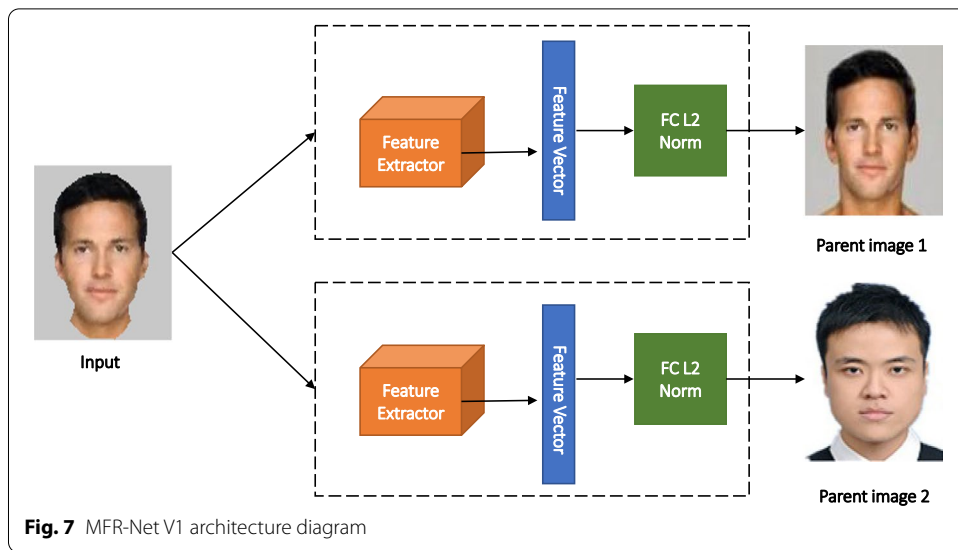 Feature
Extractor
Feature Vector
FC L2
Norm
Parent image 1
Input
Feature
Extractor
Feature Vector
FC L2
Norm
Parent image 2
Fig. 7 MFR-Net V1 architecture diagram